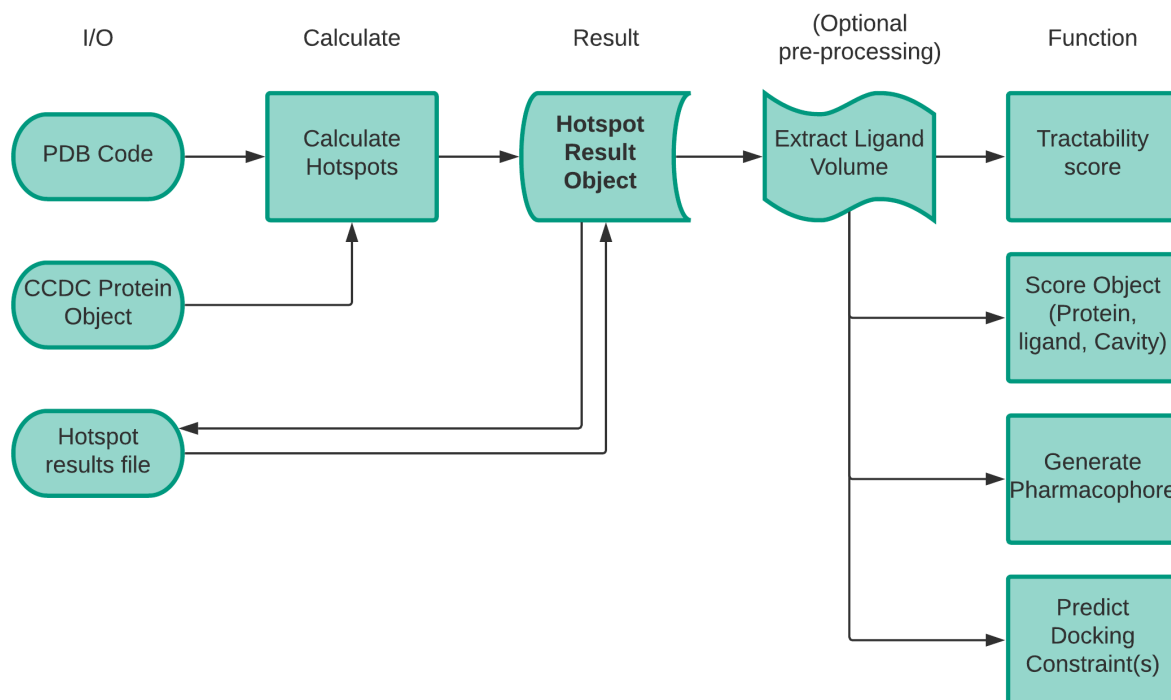 I/O
Calculate
Result
(Optional
pre-processing)
Function
PDB Code
Calculate
Hotspots
Hotspot
Result
Object
Extract Ligand
Volume
Tractability
score
CCDC Protein
Object
Score Object
(Protein,
ligand, Cavity)
Hotspot
results file
Generate
Pharmacophore
Predict
Docking
Constraint(s)